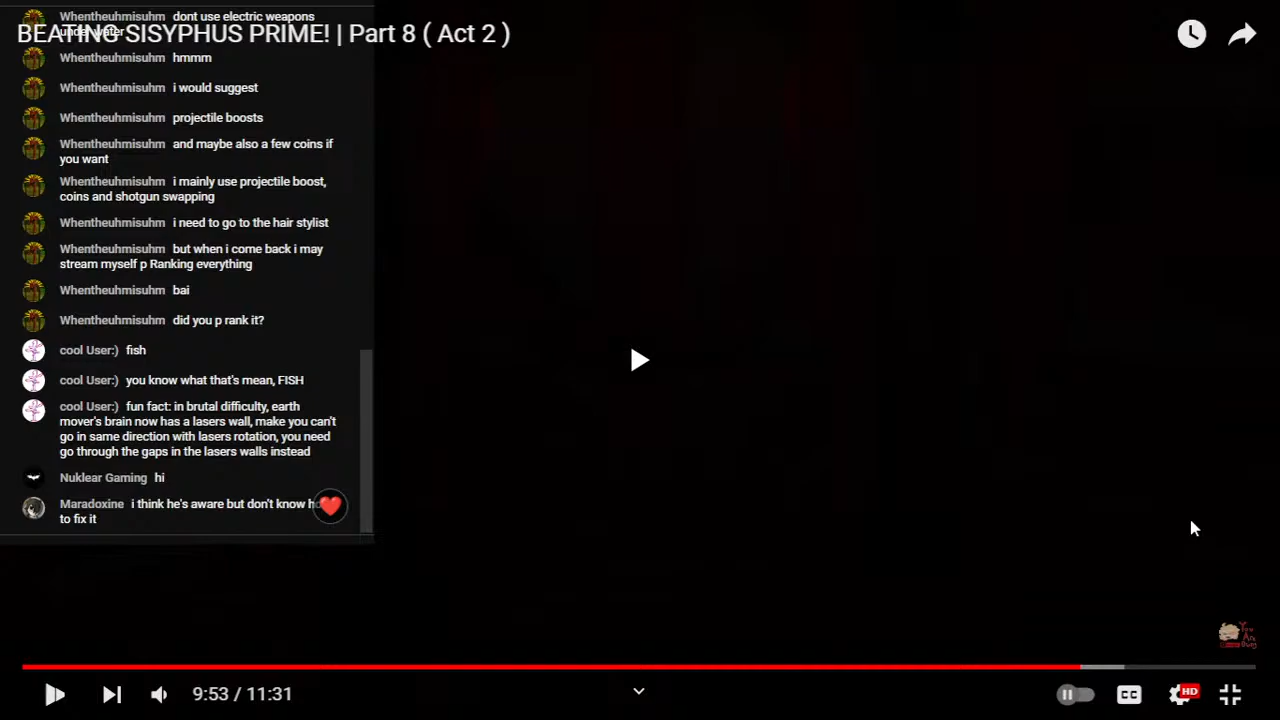 Whentheuhmisuhm dont use electric weapons
under water
BEATING SISYPHUS PRIME! | Part 8 ( Act 2 )
Whentheuhmisuhm hmmm
Whentheuhmisuhm i would suggest
Whentheuhmisuhm projectile boosts
Whentheuhmisuhm and maybe also a few coins if
you want
Whentheuhmisuhm i mainly use projectile boost,
coins and shotgun swapping
Whentheuhmisuhm i need to go to the hair stylist
Whentheuhmisuhm but when i come back i may
stream myself p Ranking everything
Whentheuhmisuhm bai
Whentheuhmisuhm did you p rank it?
cool User:) fish
cool User:) you know what that's mean, FISH
cool User:) fun fact: in brutal difficulty, earth
mover's brain now has a lasers wall, make you can't
go in same direction with lasers rotation, you need
go through the gaps in the lasers walls instead
Nuklear Gaming hi
Maradoxine i think he's aware but don't know
to fix it
You
Are
9:53 / 11:31
CC
HD